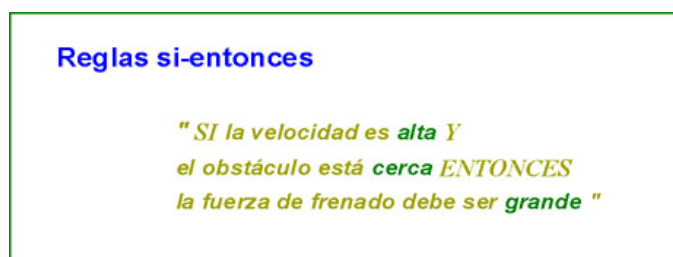 Reglas si-entonces
" SI la velocidad es alta Y
el obstáculo está cerca ENTONCES
la fuerza de frenado debe ser grande "